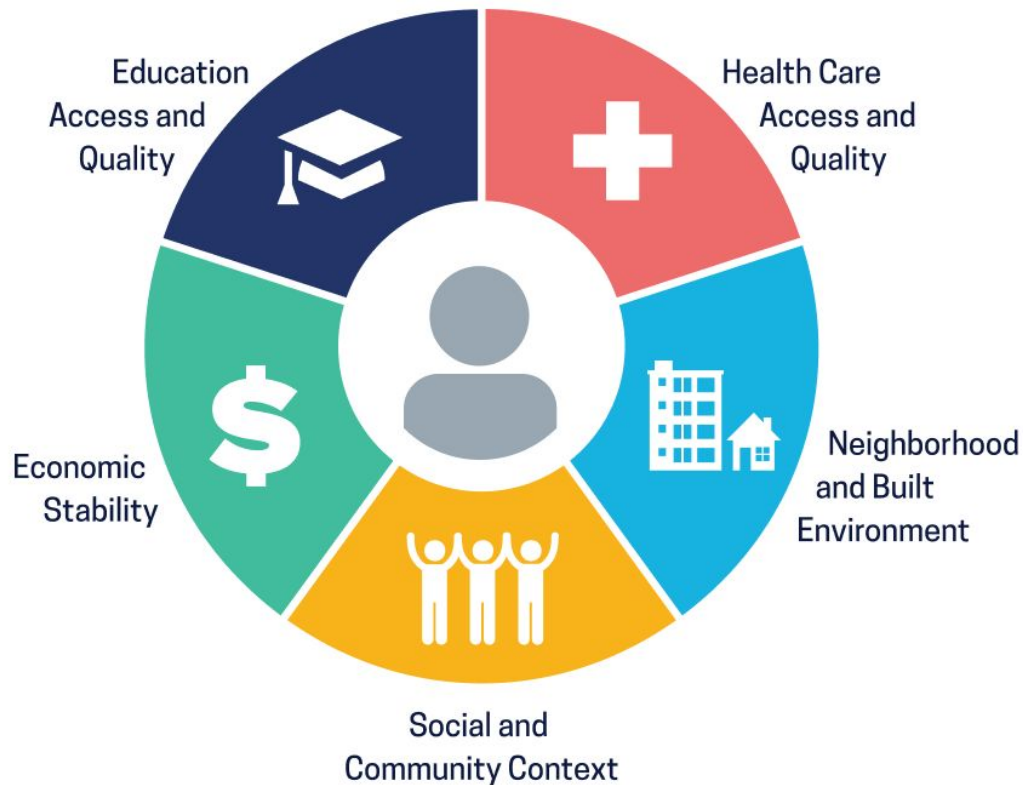 Education
Access and
Quality
Health Care
Access and
Quality
Economic
Stability
Neighborhood
and Built
Environment
Social and
Community Context